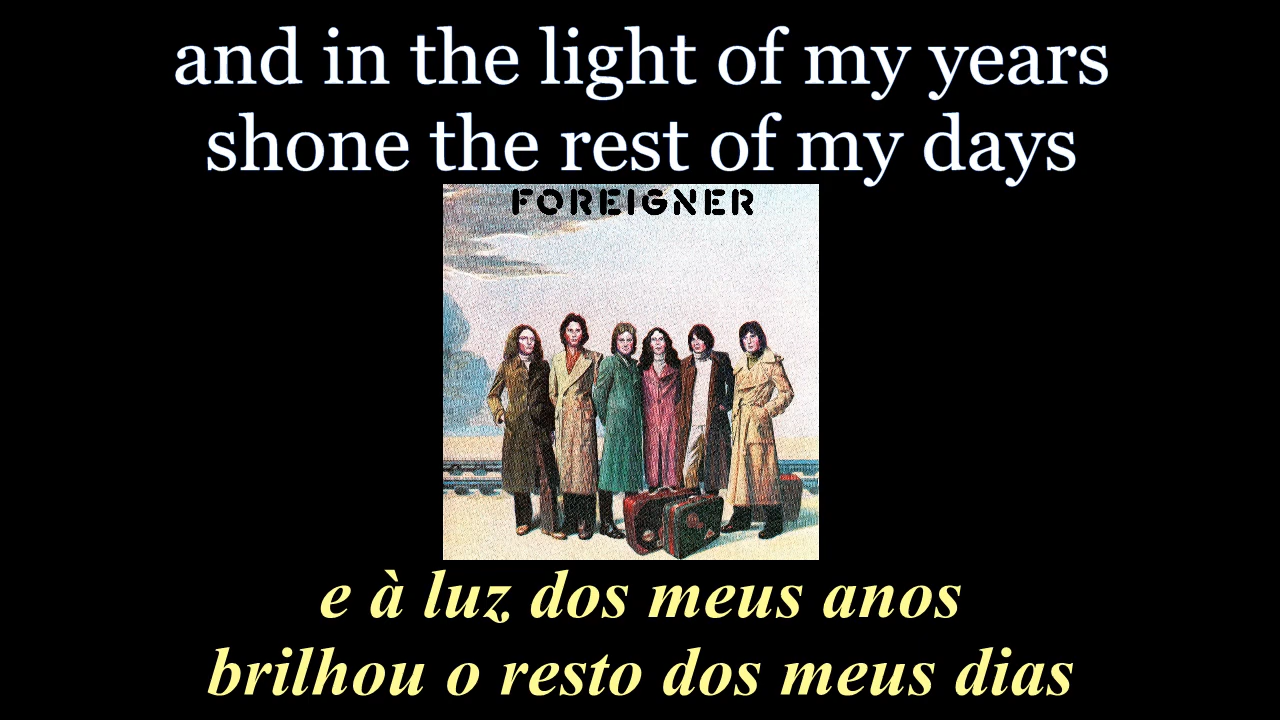 and in the light of my years
shone the rest of my days
FOREIGNER
e à luz dos meus anos
brilhou o resto dos meus dias